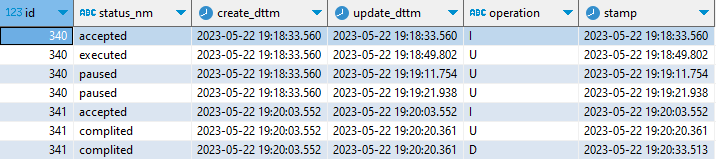 123 id ABC status_nm create_dttm update_dttm ABC operation stamp
340 accepted 2023-05-22 19:18:33.560 2023-05-22 19:18:33.560 I 2023-05-22 19:18:33.560
340 executed 2023-05-22 19:18:33.560 2023-05-22 19:18:49.802 U 2023-05-22 19:18:49.802
340 paused 2023-05-22 19:18:33.560 2023-05-22 19:19:11.754 U 2023-05-22 19:19:11.754
340 paused 2023-05-22 19:18:33.560 2023-05-22 19:19:21.938 U 2023-05-22 19:19:21.938
341 accepted 2023-05-22 19:20:03.552 2023-05-22 19:20:03.552 I 2023-05-22 19:20:03.552
341 complited 2023-05-22 19:20:03.552 2023-05-22 19:20:20.361 U 2023-05-22 19:20:20.361
341 complited 2023-05-22 19:20:03.552 2023-05-22 19:20:20.361 D 2023-05-22 19:20:33.513